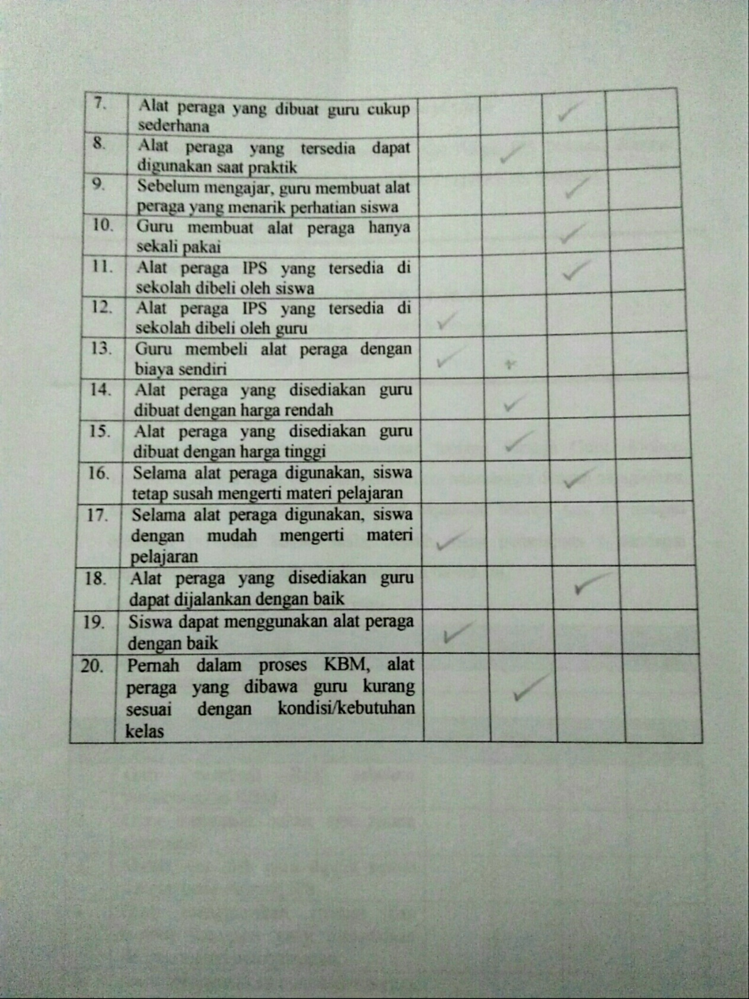 7. Alat peraga yang dibuat guru cukup
sederhana
8. Alat peraga yang tersedia dapat
digunakan saat praktik
9. Sebelum mengajar, guru membuat alat
peraga yang menarik perhatian siswa
10. Guru membuat alat peraga hanya
sekali pakai
11. Alat peraga IPS yang tersedia di
sekolah dibeli oleh siswa
12. Alat peraga IPS yang tersedia di
sekolah dibeli oleh guru
13. Guru membeli alat peraga dengan
biaya sendiri
14. Alat peraga yang disediakan guru
dibuat dengan harga rendah
15. Alat peraga yang disediakan guru
dibuat dengan harga tinggi
16. Selama alat peraga digunakan, siswa
tetap susah mengerti materi pelajaran
17. Selama alat peraga digunakan, siswa
dengan mudah mengerti materi
pelajaran
18. Alat peraga yang disediakan guru
dapat dijalankan dengan baik
19. Siswa dapat menggunakan alat peraga
dengan baik
20. Pernah dalam proses KBM, alat
peraga yang dibawa guru kurang
sesuai dengan kondisi/kebutuhan
kelas